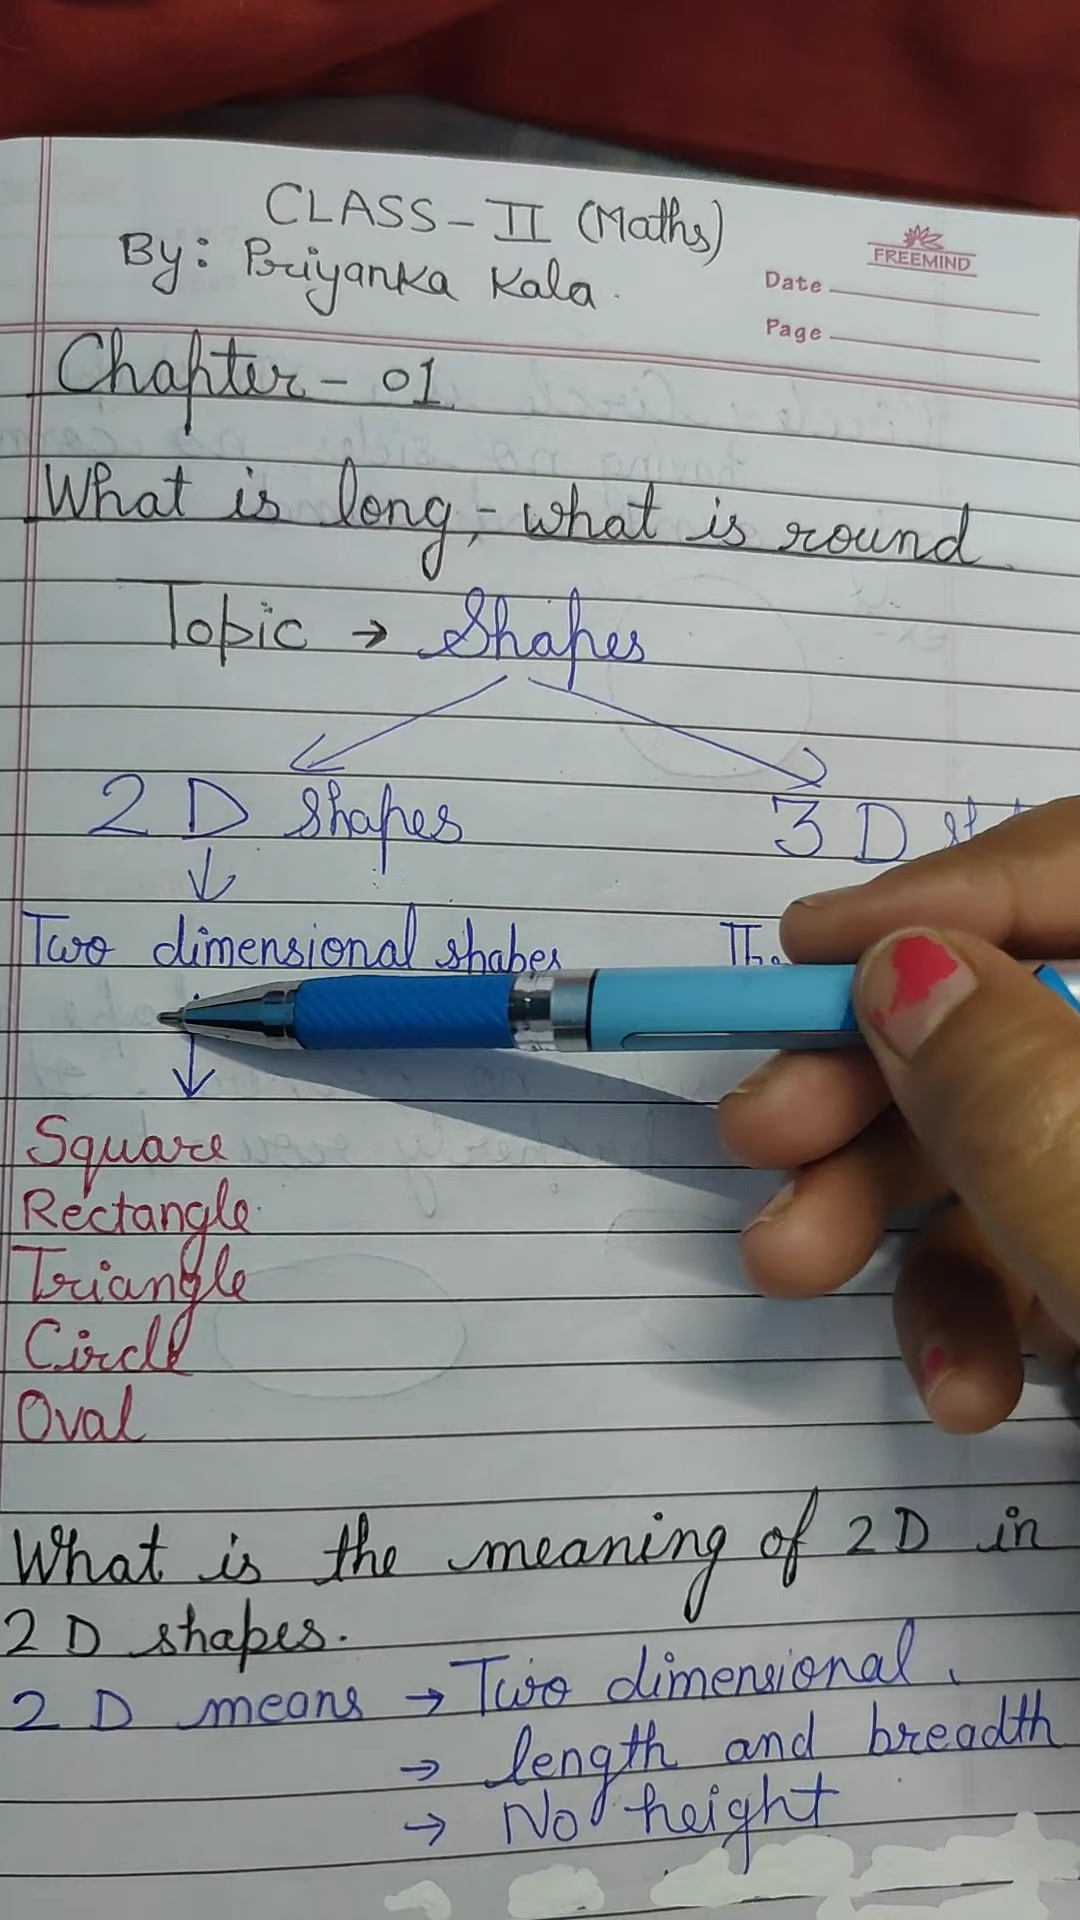 CLASS - II (Maths)
By: Priyanka Kala.
FREEMIND
Date
Page
Chapter - 01
What is long, - what is round.
Topic → Shapes
2 D shapes
3 D
Two dimensional shapes
Square
Rectangle
Triangle
Circle
Oval
What is the meaning of 2D in
2 D shapes.
2 D means → Two dimensional.
→ length and breadth
→ No height